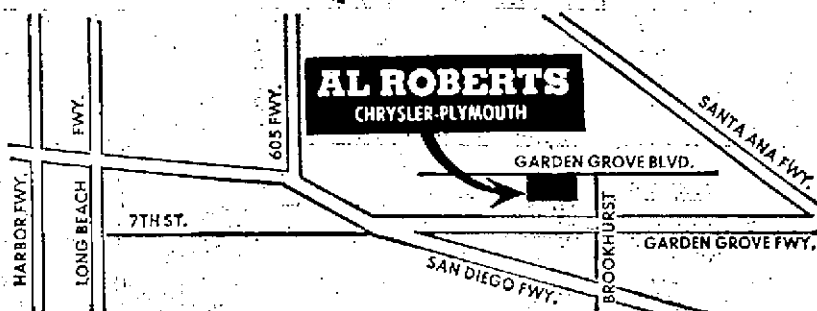 AL ROBERTS
CHRYSLER-PLYMOUTH
605 FWY.
SANTA ANA FWY.
GARDEN GROVE BLVD.
HARBOR FWY.
LONG BEACH FWY.
7TH ST.
BROOKHURST
GARDEN GROVE FWY.
SAN DIEGO FWY.